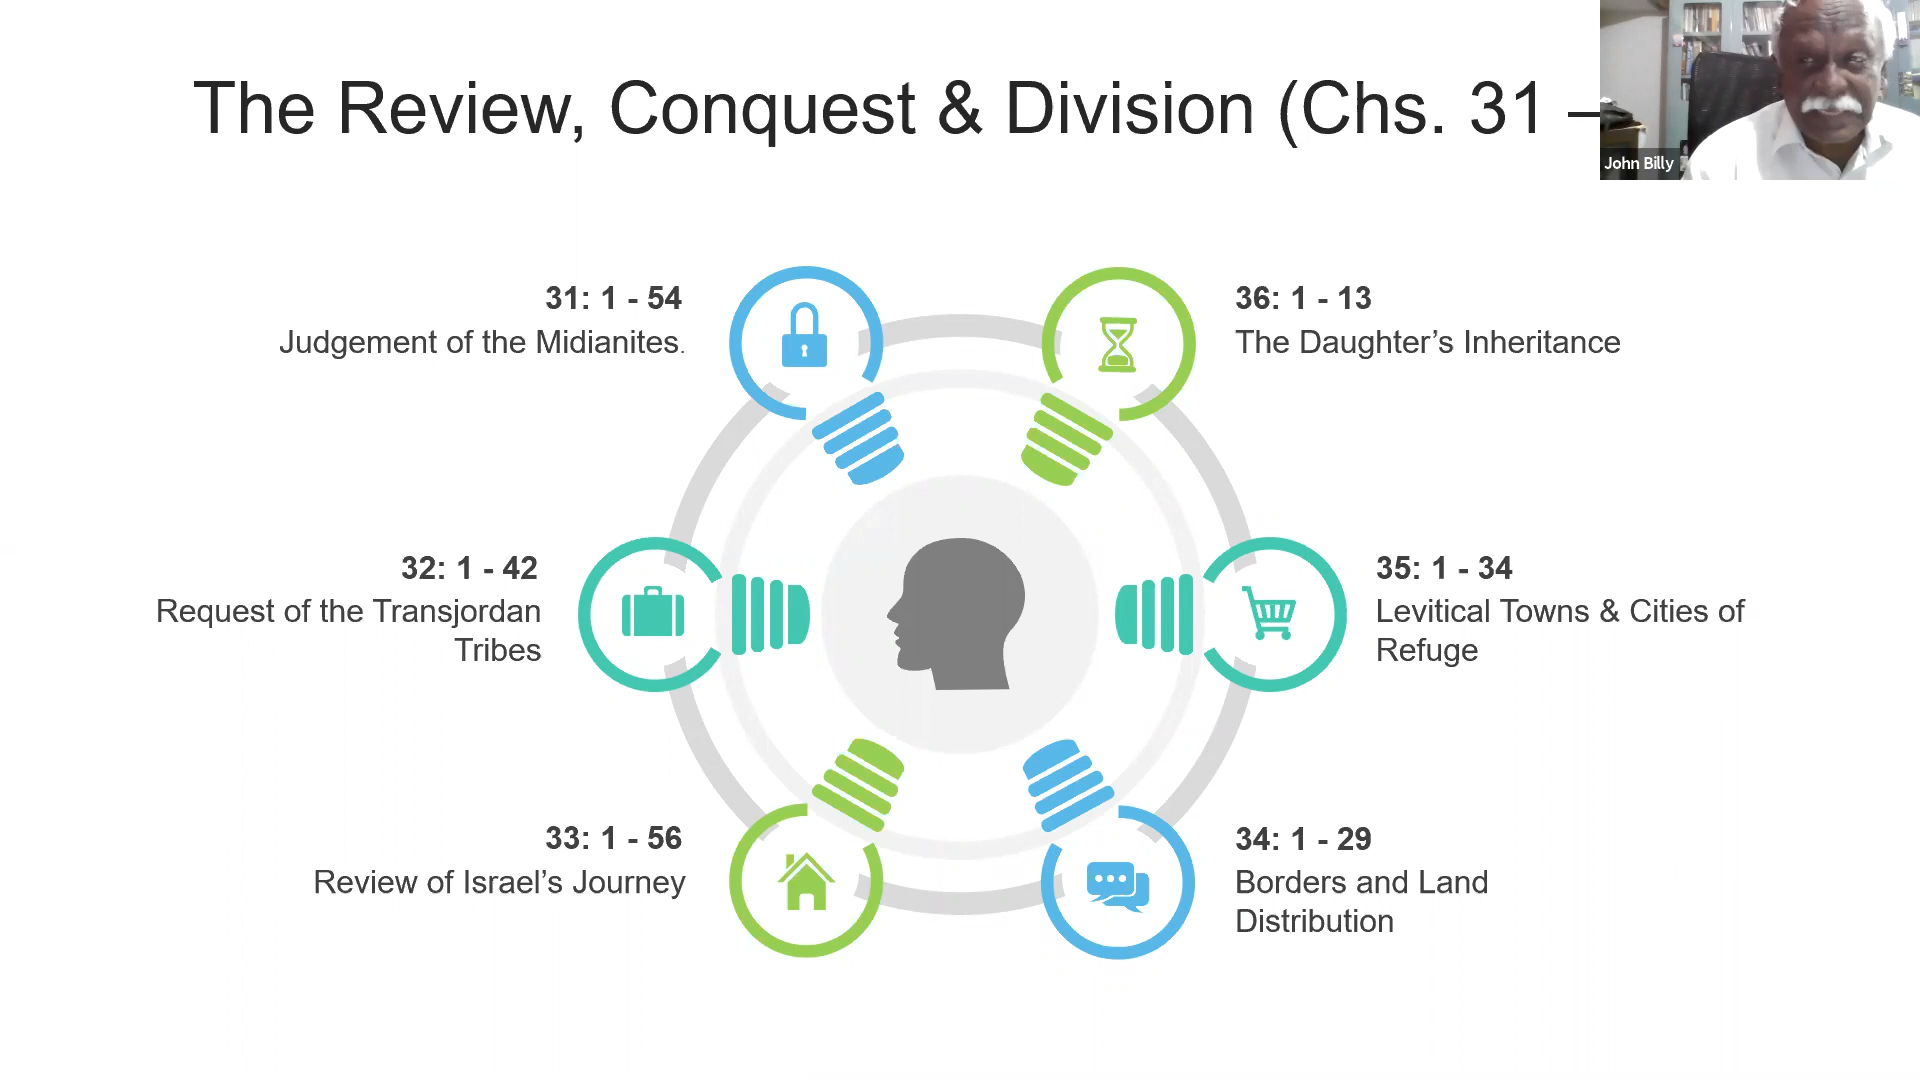 The Review, Conquest & Division (Chs. 31 –
John Billy
31: 1 - 54
Judgement of the Midianites.
36: 1 - 13
The Daughter’s Inheritance
32: 1 - 42
Request of the Transjordan
Tribes
35: 1 - 34
Levitical Towns & Cities of
Refuge
33: 1 - 56
Review of Israel’s Journey
34: 1 - 29
Borders and Land
Distribution